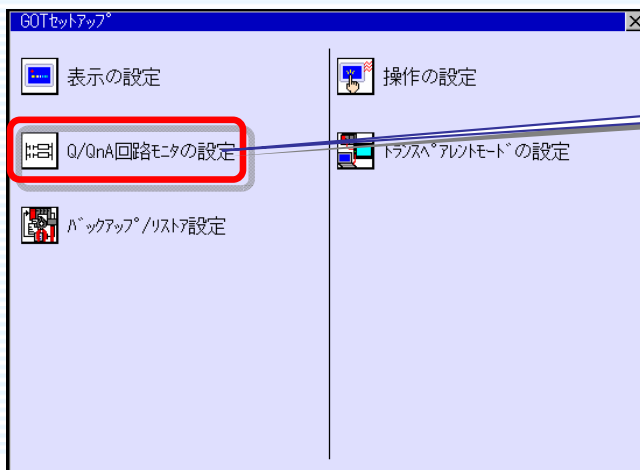 GOTｾｯﾄｱｯﾌﾟ
表示の設定
操作の設定
Q/QnA回路ﾓﾆﾀの設定
ﾄﾗﾝｽﾍﾟｱﾚﾝﾄﾓｰﾄﾞの設定
ﾊﾞｯｸｱｯﾌﾟ/ﾘｽﾄｱ設定